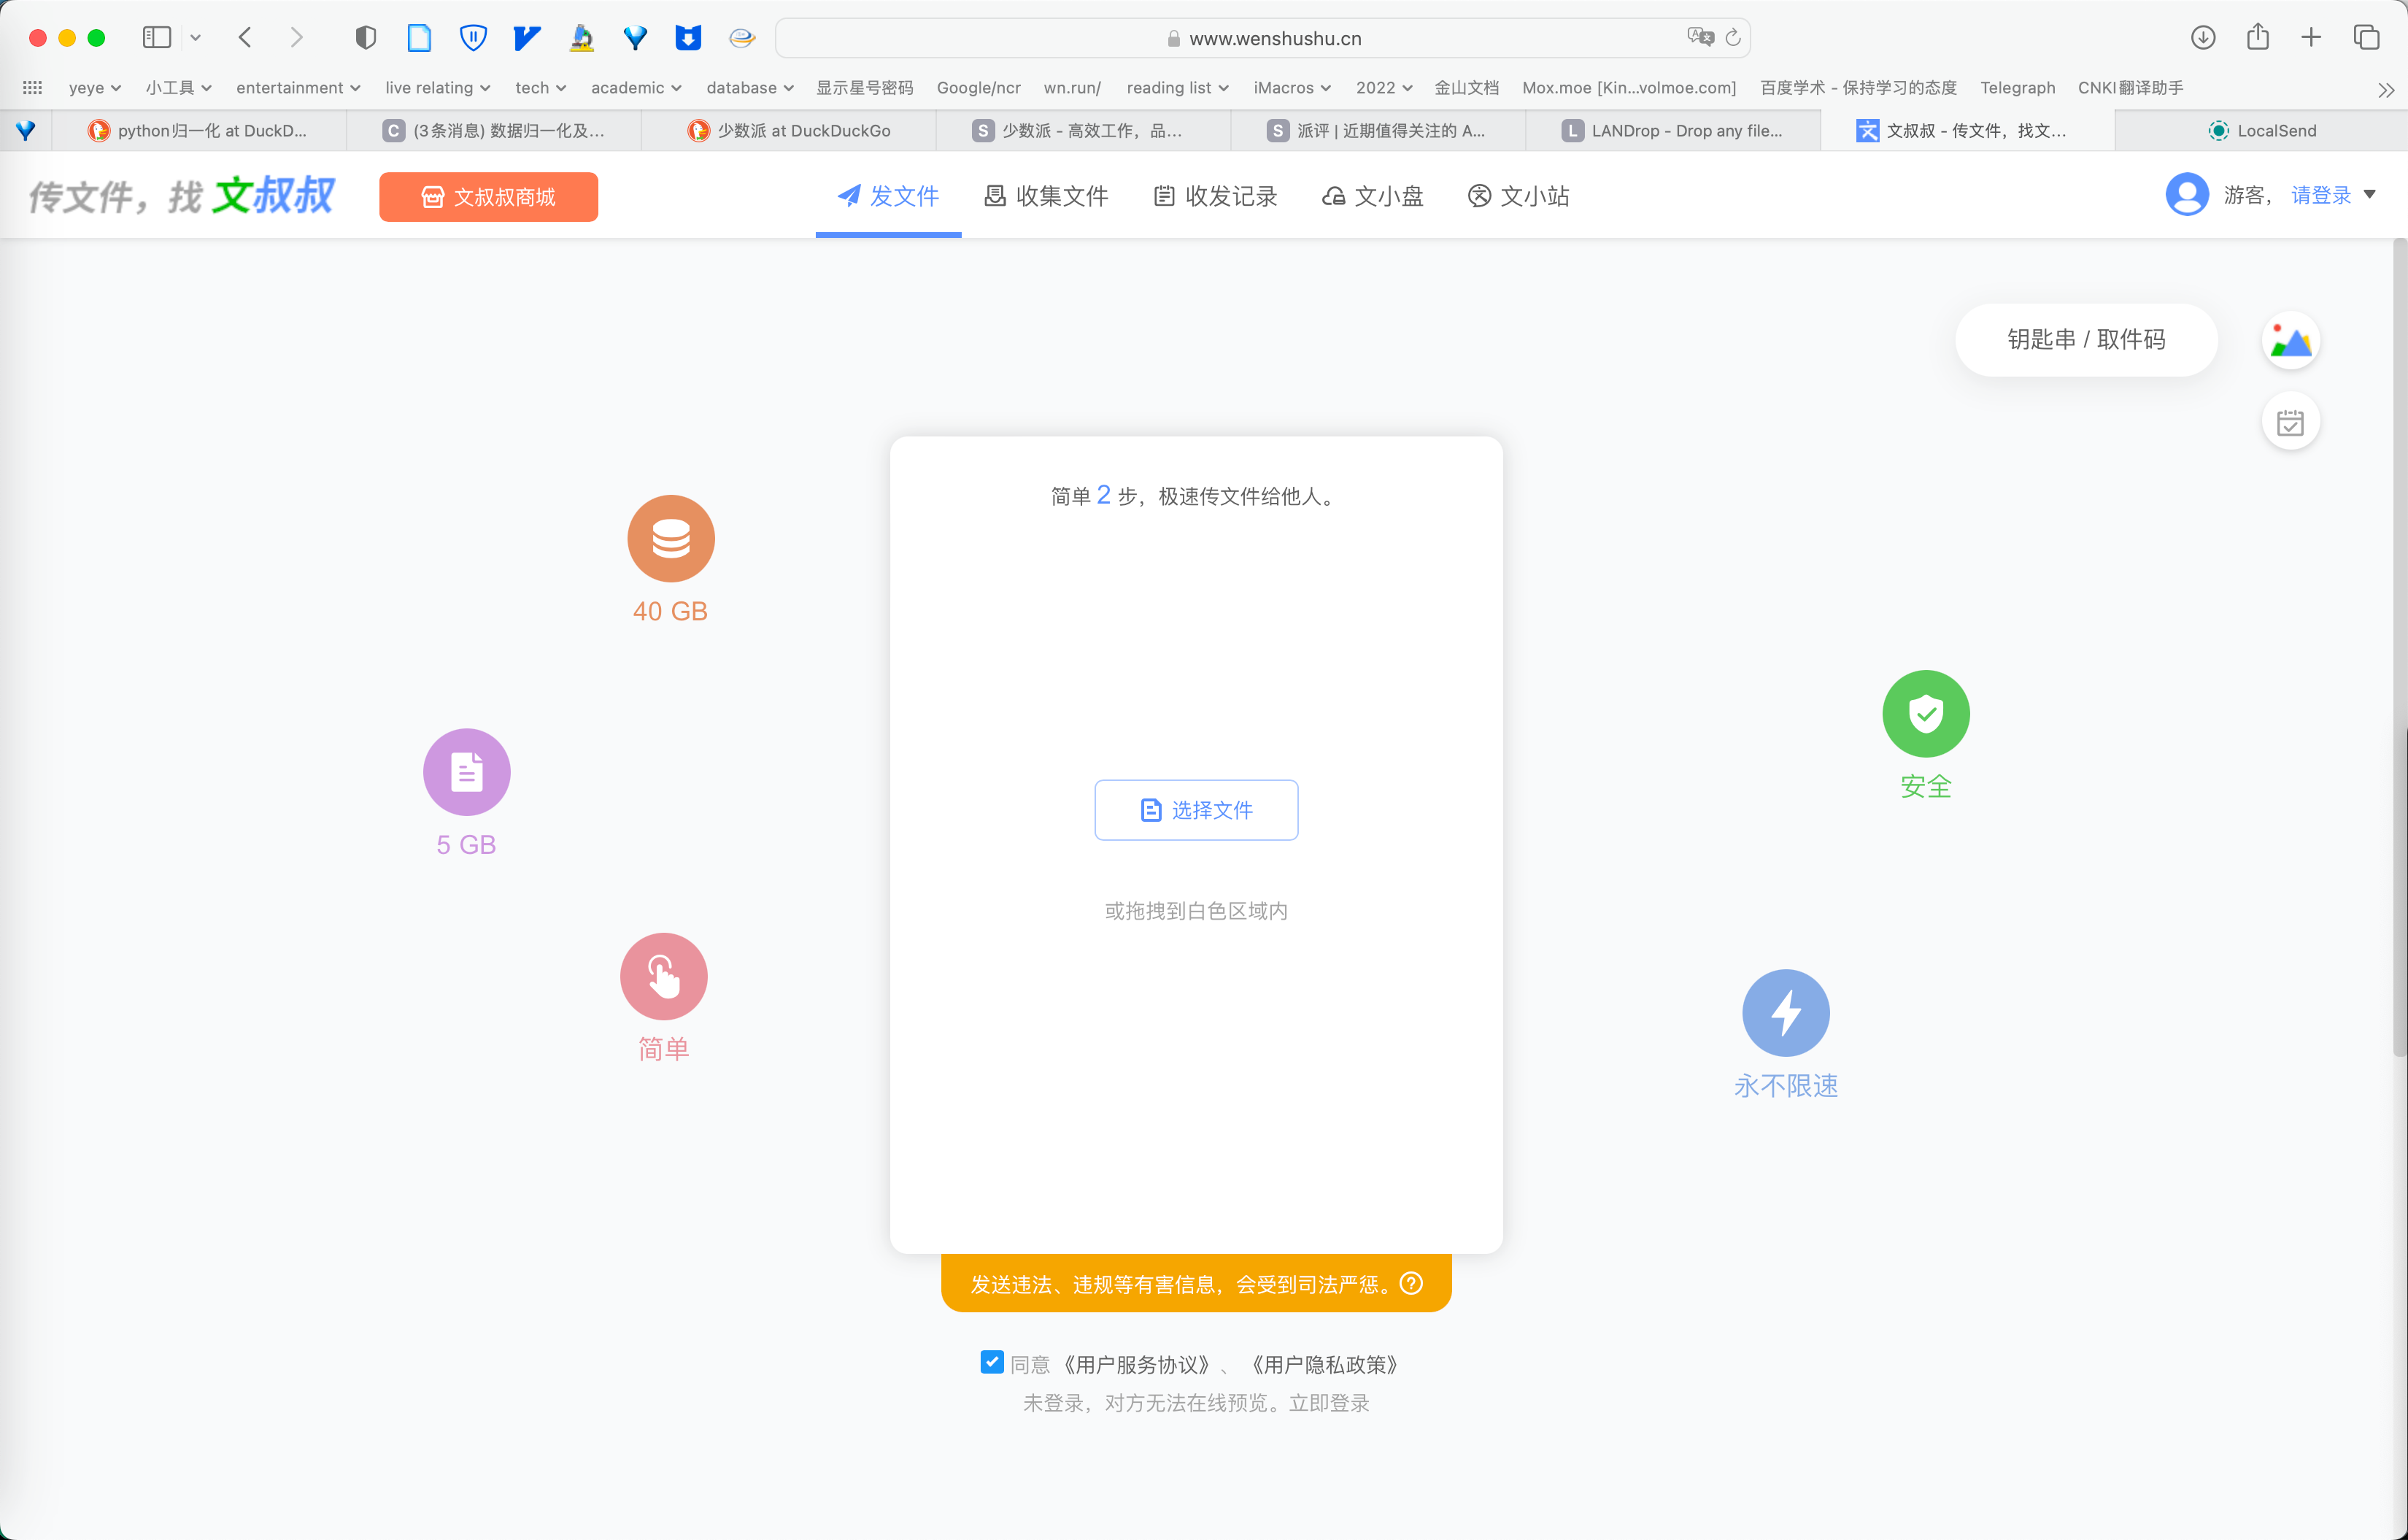 www.wenshushu.cn
yeye
小工具
entertainment
live relating
tech
academic
database
显示星号密码
Google/ncr
wn.run/
reading list
iMacros
2022
金山文档
Mox.moe [Kin...volmoe.com]
百度学术 - 保持学习的态度
Telegraph
CNKI翻译助手
python归一化 at DuckD...
C
(3条消息) 数据归一化及...
少数派 at DuckDuckGo
S
少数派 - 高效工作，品...
S
派评 | 近期值得关注的 A...
L
LANDrop - Drop any file...
文叔叔 - 传文件，找文...
LocalSend
传文件，找 文叔叔
文叔叔商城
发文件
收集文件
收发记录
文小盘
文小站
游客，请登录
钥匙串 / 取件码
简单 2 步，极速传文件给他人。
40 GB
安全
5 GB
选择文件
或拖拽到白色区域内
简单
永不限速
发送违法、违规等有害信息，会受到司法严惩。
同意《用户服务协议》、《用户隐私政策》
未登录，对方无法在线预览。立即登录